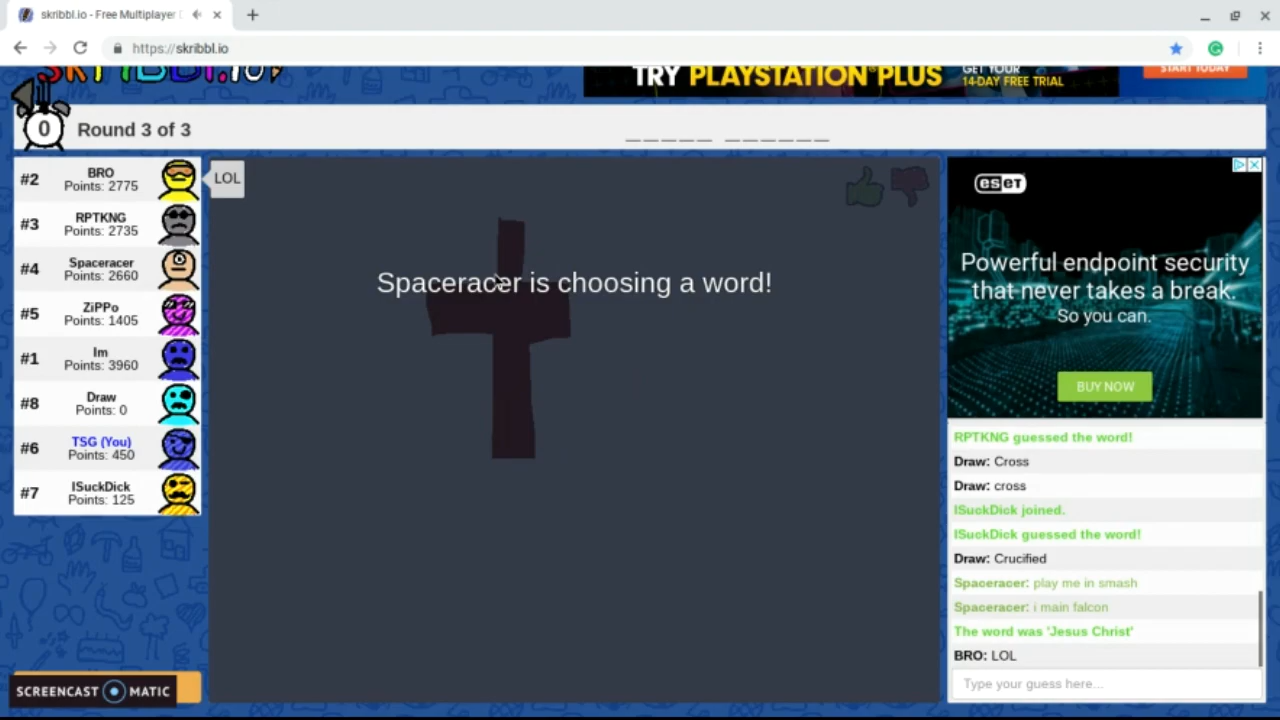 skribbl.io - Free Multiplayer
https://skribbl.io
skribbl.io
TRY PLAYSTATION PLUS
GET YOUR
14-DAY FREE TRIAL
START TODAY
0
Round 3 of 3
_____ ______
#2
BRO
Points: 2775
LOL
#3
RPTKNG
Points: 2735
#4
Spaceracer
Points: 2660
#5
ZiPPo
Points: 1405
#1
Im
Points: 3960
#8
Draw
Points: 0
#6
TSG (You)
Points: 450
#7
ISuckDick
Points: 125
Spaceracer is choosing a word!
eseT
Powerful endpoint security
that never takes a break.
So you can.
BUY NOW
RPTKNG guessed the word!
Draw: Cross
Draw: cross
ISuckDick joined.
ISuckDick guessed the word!
Draw: Crucified
Spaceracer: play me in smash
Spaceracer: i main falcon
The word was 'Jesus Christ'
BRO: LOL
Type your guess here...
SCREENCAST MATIC